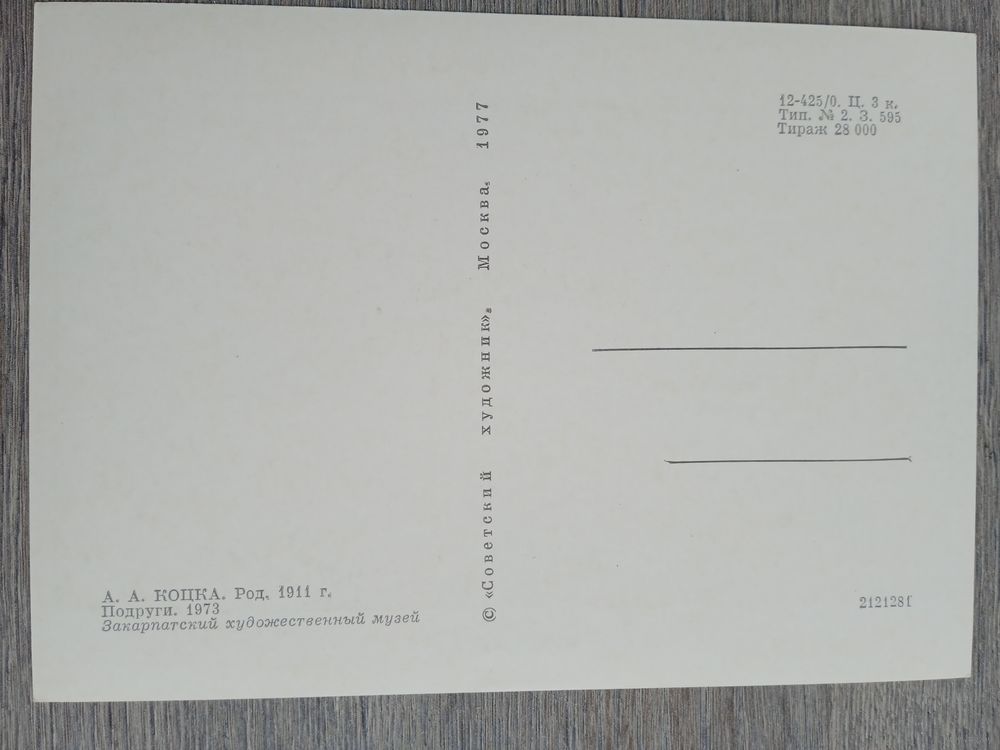 12-425/0. Ц. 3 к.
Тип. № 2. З. 595
Тираж 28 000
© «Советский художник», Москва, 1977
А. А. КОЦКА. Род. 1911 г.
Подруги. 1973
Закарпатский художественный музей